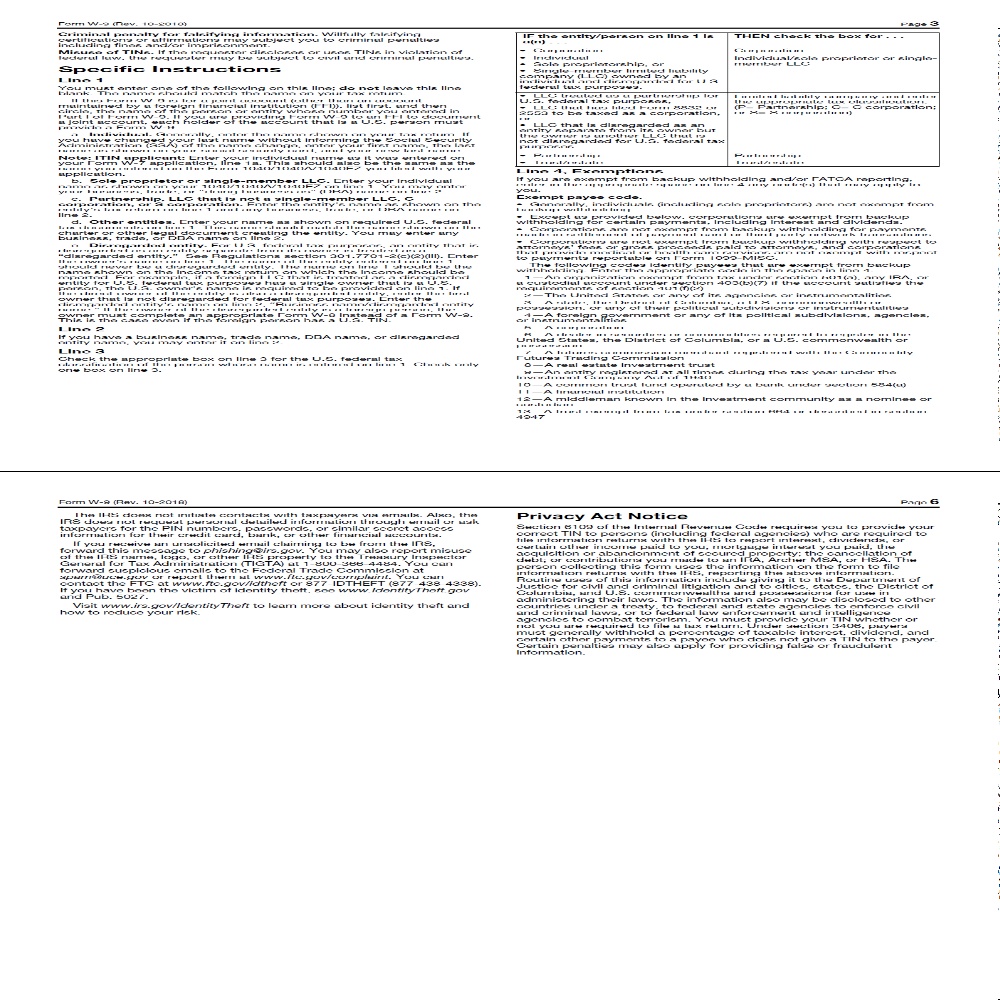 Form W-9 (Rev. 10-2018)
Page 3
Criminal penalty for falsifying information. Willfully falsifying
certifications or affirmations may subject you to criminal penalties
including fines and/or imprisonment.
Misuse of TINs. If the requester discloses or uses TINs in violation of
federal law, the requester may be subject to civil and criminal penalties.
Specific Instructions
Line 1
You must enter one of the following on this line; do not leave this line
blank. The name should match the name on your tax return.
If this Form W-9 is for a joint account (other than an account
maintained by a foreign financial institution (FFI)), list first, and then
circle, the name of the person or entity whose number you entered in
Part I of Form W-9. If you are providing Form W-9 to an FFI to document
a joint account, each holder of the account that is a U.S. person must
provide a Form W-9.
a. Individual. Generally, enter the name shown on your tax return. If
you have changed your last name without informing the Social Security
Administration (SSA) of the name change, enter your first name, the last
name as shown on your social security card, and your new last name.
Note: ITIN applicant: Enter your individual name as it was entered on
your Form W-7 application, line 1a. This should also be the same as the
name you entered on the Form 1040/1040A/1040EZ you filed with your
application.
b. Sole proprietor or single-member LLC. Enter your individual
name as shown on your 1040/1040A/1040EZ on line 1. You may enter
your business, trade, or "doing business as" (DBA) name on line 2.
c. Partnership, LLC that is not a single-member LLC, C
corporation, or S corporation. Enter the entity's name as shown on the
entity's tax return on line 1 and any business, trade, or DBA name on
line 2.
d. Other entities. Enter your name as shown on required U.S. federal
tax documents on line 1. This name should match the name shown on the
charter or other legal document creating the entity. You may enter any
business, trade, or DBA name on line 2.
e. Disregarded entity. For U.S. federal tax purposes, an entity that is
disregarded as an entity separate from its owner is treated as a
"disregarded entity." See Regulations section 301.7701-2(c)(2)(iii). Enter
the owner's name on line 1. The name of the entity entered on line 1
should never be a disregarded entity. The name on line 1 should be the
name shown on the income tax return on which the income should be
reported. For example, if a foreign LLC that is treated as a disregarded
entity for U.S. federal tax purposes has a single owner that is a U.S.
person, the U.S. owner's name is required to be provided on line 1. If
the direct owner of the entity is also a disregarded entity, enter the first
owner that is not disregarded for federal tax purposes. Enter the
disregarded entity's name on line 2, "Business name/disregarded entity
name." If the owner of the disregarded entity is a foreign person, the
owner must complete an appropriate Form W-8 instead of a Form W-9.
This is the case even if the foreign person has a U.S. TIN.
Line 2
If you have a business name, trade name, DBA name, or disregarded
entity name, you may enter it on line 2.
Line 3
Check the appropriate box on line 3 for the U.S. federal tax
classification of the person whose name is entered on line 1. Check only
one box on line 3.
IF the entity/person on line 1 is
a(n) . . .
THEN check the box for . . .
• Corporation
Corporation
• Individual
• Sole proprietorship, or
• Single-member limited liability
company (LLC) owned by an
individual and disregarded for U.S.
federal tax purposes.
Individual/sole proprietor or single-
member LLC
• LLC treated as a partnership for
U.S. federal tax purposes,
• LLC that has filed Form 8832 or
2553 to be taxed as a corporation,
or
• LLC that is disregarded as an
entity separate from its owner but
the owner is another LLC that is
not disregarded for U.S. federal tax
purposes.
Limited liability company and enter
the appropriate tax classification.
(P= Partnership; C= C corporation;
or S= S corporation)
• Partnership
Partnership
• Trust/estate
Trust/estate
Line 4, Exemptions
If you are exempt from backup withholding and/or FATCA reporting,
enter in the appropriate space on line 4 any code(s) that may apply to
you.
Exempt payee code.
• Generally, individuals (including sole proprietors) are not exempt from
backup withholding.
• Except as provided below, corporations are exempt from backup
withholding for certain payments, including interest and dividends.
• Corporations are not exempt from backup withholding for payments
made in settlement of payment card or third party network transactions.
• Corporations are not exempt from backup withholding with respect to
attorneys' fees or gross proceeds paid to attorneys, and corporations
that provide medical or health care services are not exempt with respect
to payments reportable on Form 1099-MISC.
The following codes identify payees that are exempt from backup
withholding. Enter the appropriate code in the space in line 4.
1—An organization exempt from tax under section 501(a), any IRA, or
a custodial account under section 403(b)(7) if the account satisfies the
requirements of section 401(f)(2)
2—The United States or any of its agencies or instrumentalities
3—A state, the District of Columbia, a U.S. commonwealth or
possession, or any of their political subdivisions or instrumentalities
4—A foreign government or any of its political subdivisions, agencies,
or instrumentalities
5—A corporation
6—A dealer in securities or commodities required to register in the
United States, the District of Columbia, or a U.S. commonwealth or
possession
7—A futures commission merchant registered with the Commodity
Futures Trading Commission
8—A real estate investment trust
9—An entity registered at all times during the tax year under the
Investment Company Act of 1940
10—A common trust fund operated by a bank under section 584(a)
11—A financial institution
12—A middleman known in the investment community as a nominee or
custodian
13—A trust exempt from tax under section 664 or described in section
4947
Form W-9 (Rev. 10-2018)
Page 6
The IRS does not initiate contacts with taxpayers via emails. Also, the
IRS does not request personal detailed information through email or ask
taxpayers for the PIN numbers, passwords, or similar secret access
information for their credit card, bank, or other financial accounts.
If you receive an unsolicited email claiming to be from the IRS,
forward this message to phishing@irs.gov. You may also report misuse
of the IRS name, logo, or other IRS property to the Treasury Inspector
General for Tax Administration (TIGTA) at 1-800-366-4484. You can
forward suspicious emails to the Federal Trade Commission at
spam@uce.gov or report them at www.ftc.gov/complaint. You can
contact the FTC at www.ftc.gov/idtheft or 877-IDTHEFT (877-438-4338).
If you have been the victim of identity theft, see www.IdentityTheft.gov
and Pub. 5027.
Visit www.irs.gov/IdentityTheft to learn more about identity theft and
how to reduce your risk.
Privacy Act Notice
Section 6109 of the Internal Revenue Code requires you to provide your
correct TIN to persons (including federal agencies) who are required to
file information returns with the IRS to report interest, dividends, or
certain other income paid to you; mortgage interest you paid; the
acquisition or abandonment of secured property; the cancellation of
debt; or contributions you made to an IRA, Archer MSA, or HSA. The
person collecting this form uses the information on the form to file
information returns with the IRS, reporting the above information.
Routine uses of this information include giving it to the Department of
Justice for civil and criminal litigation and to cities, states, the District of
Columbia, and U.S. commonwealths and possessions for use in
administering their laws. The information also may be disclosed to other
countries under a treaty, to federal and state agencies to enforce civil
and criminal laws, or to federal law enforcement and intelligence
agencies to combat terrorism. You must provide your TIN whether or
not you are required to file a tax return. Under section 3406, payers
must generally withhold a percentage of taxable interest, dividend, and
certain other payments to a payee who does not give a TIN to the payer.
Certain penalties may also apply for providing false or fraudulent
information.